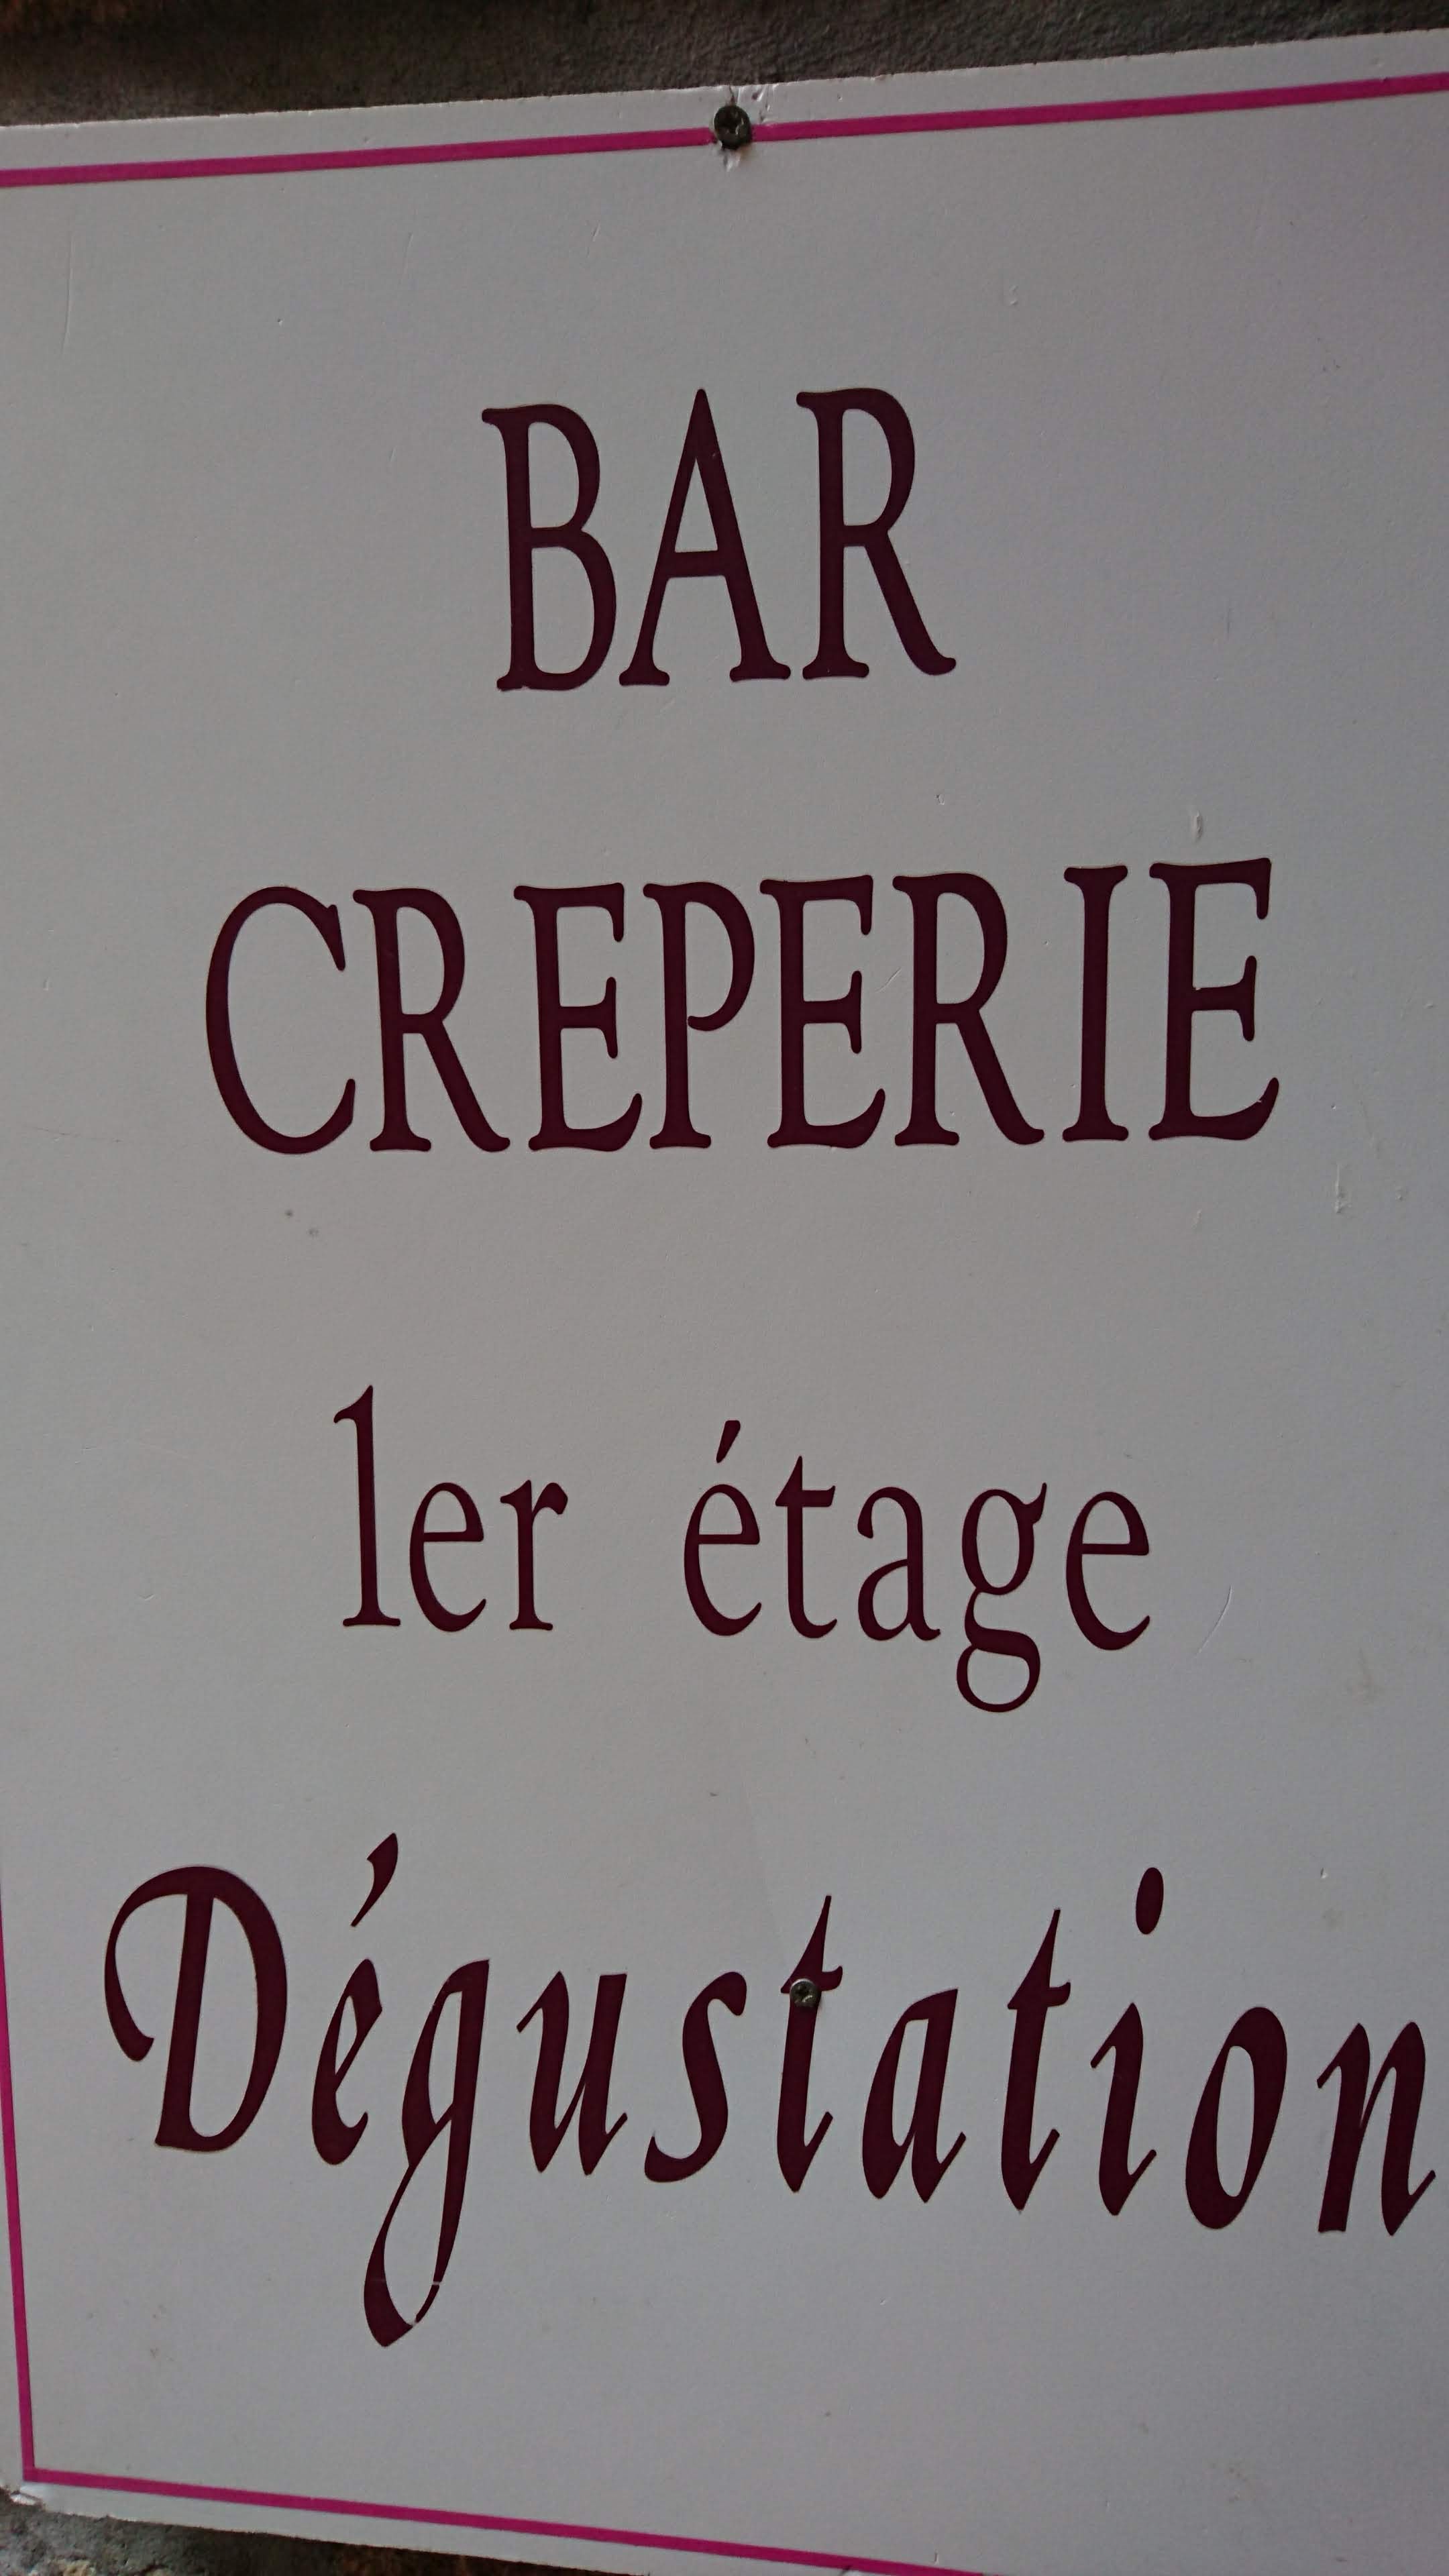 BAR
CREPERIE
1er étage
Dégustation